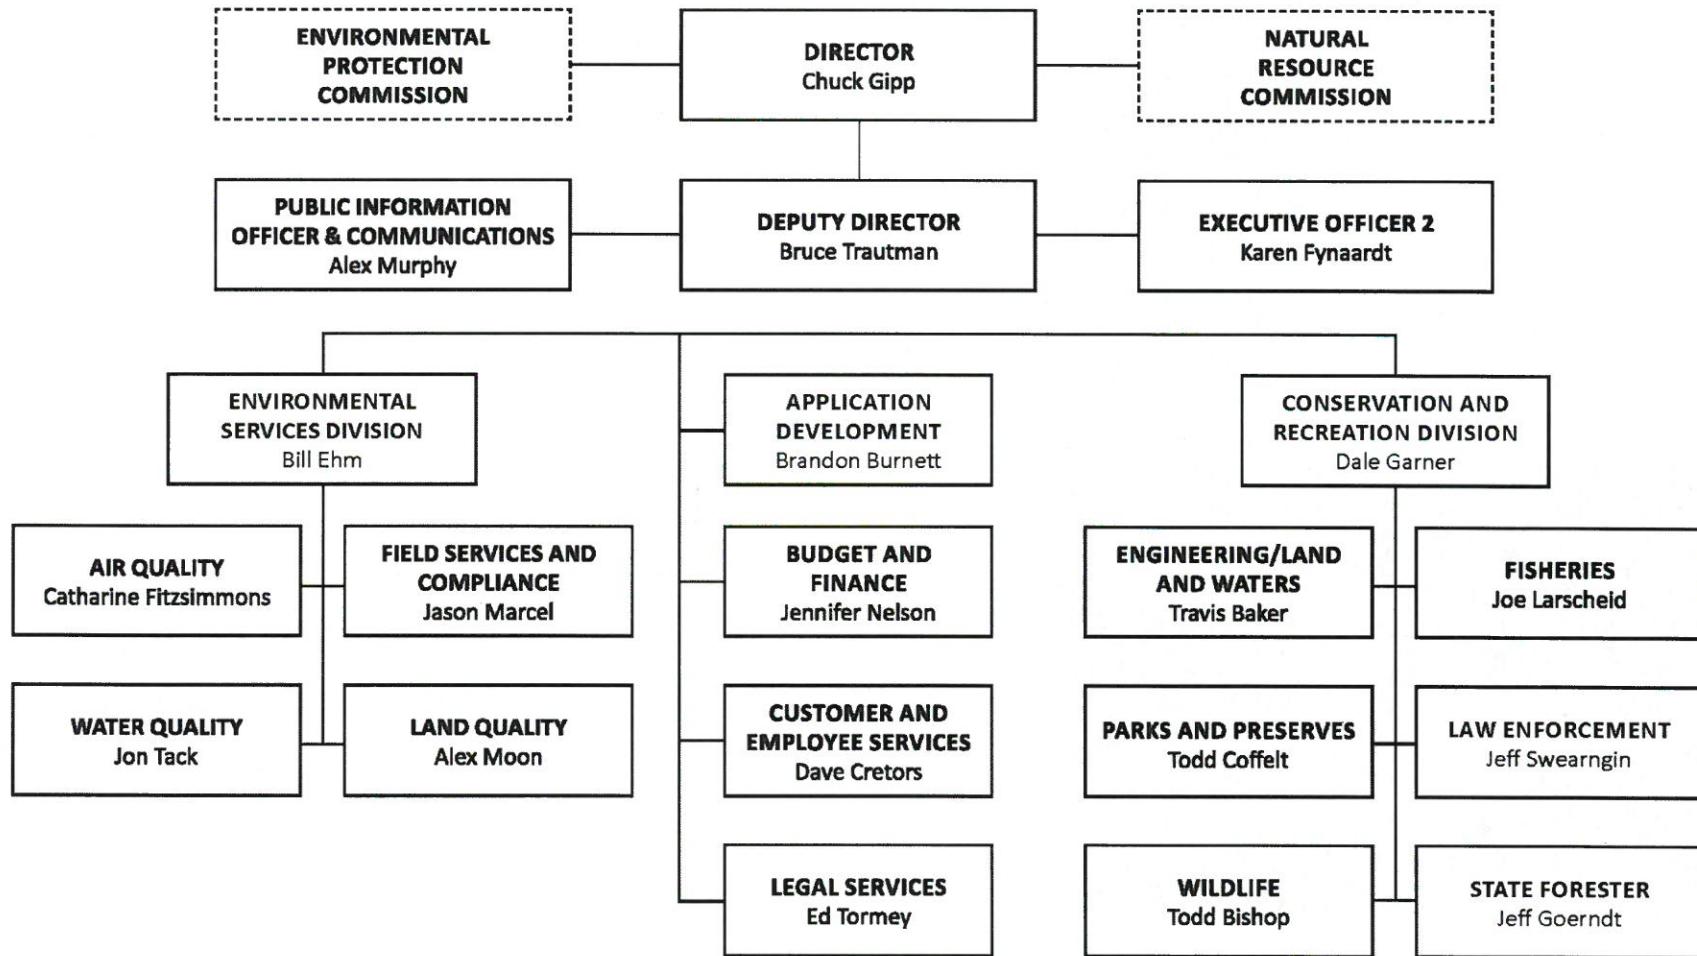 ENVIRONMENTAL
PROTECTION
COMMISSION
DIRECTOR
Chuck Gipp
NATURAL
RESOURCE
COMMISSION
PUBLIC INFORMATION
OFFICER & COMMUNICATIONS
Alex Murphy
DEPUTY DIRECTOR
Bruce Trautman
EXECUTIVE OFFICER 2
Karen Fynaardt
ENVIRONMENTAL
SERVICES DIVISION
Bill Ehm
APPLICATION
DEVELOPMENT
Brandon Burnett
CONSERVATION AND
RECREATION DIVISION
Dale Garner
AIR QUALITY
Catharine Fitzsimmons
FIELD SERVICES AND
COMPLIANCE
Jason Marcel
BUDGET AND
FINANCE
Jennifer Nelson
ENGINEERING/LAND
AND WATERS
Travis Baker
FISHERIES
Joe Larscheid
WATER QUALITY
Jon Tack
LAND QUALITY
Alex Moon
CUSTOMER AND
EMPLOYEE SERVICES
Dave Cretors
PARKS AND PRESERVES
Todd Coffelt
LAW ENFORCEMENT
Jeff Swearngin
LEGAL SERVICES
Ed Tormey
WILDLIFE
Todd Bishop
STATE FORESTER
Jeff Goerndt